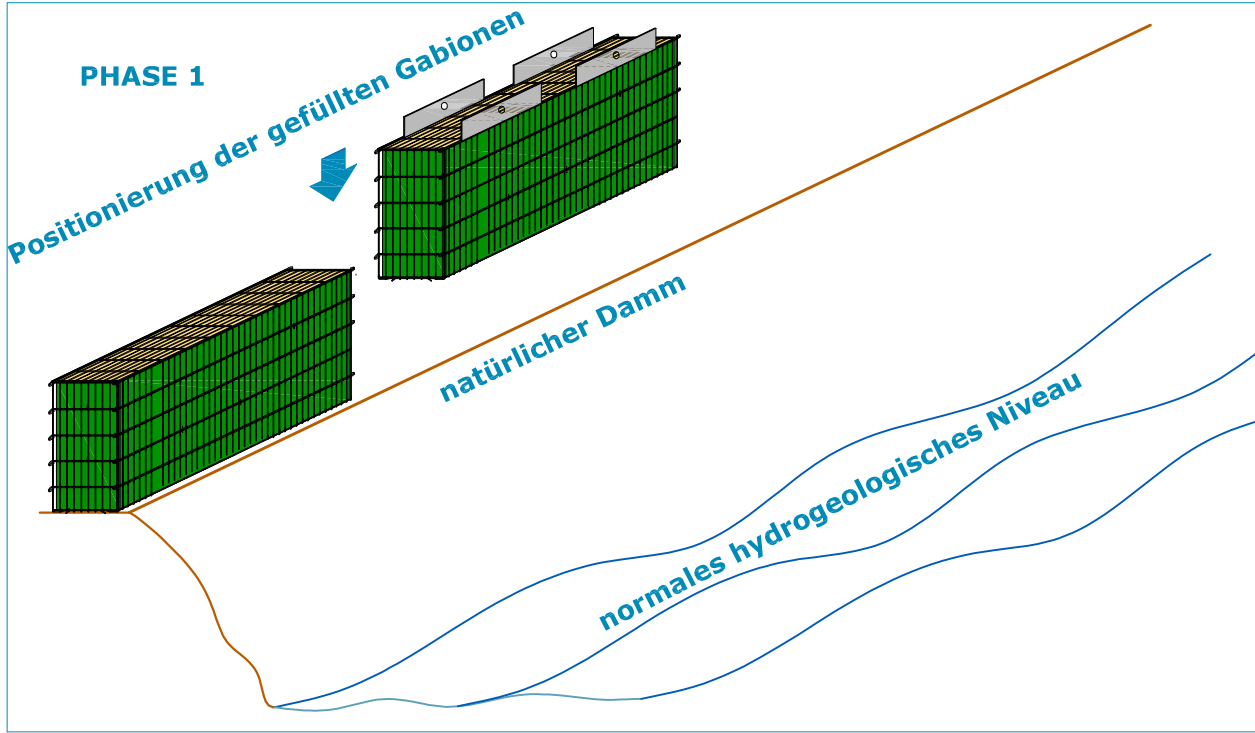 PHASE 1
Positionierung der gefüllten Gabionen
natürlicher Damm
normales hydrogeologisches Niveau